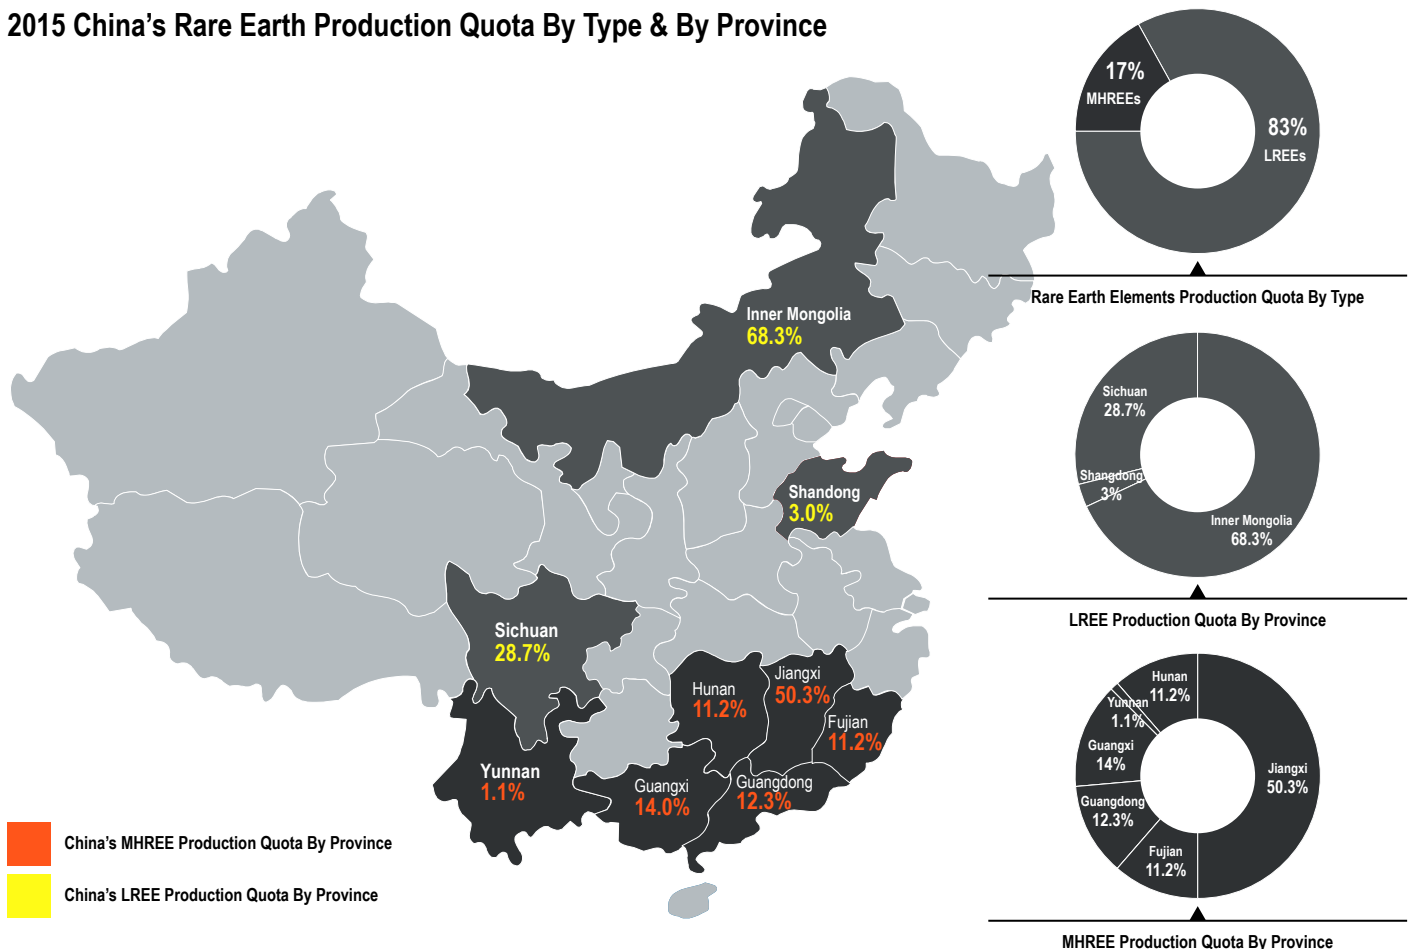 2015 China's Rare Earth Production Quota By Type & By Province
17%
MHREEs
83%
LREEs
Rare Earth Elements Production Quota By Type
Inner Mongolia
68.3%
Shandong
3.0%
Sichuan
28.7%
Hunan
11.2%
Jiangxi
50.3%
Fujian
11.2%
Yunnan
1.1%
Guangxi
14.0%
Guangdong
12.3%
Sichuan
28.7%
Shangdong
3%
Inner Mongolia
68.3%
LREE Production Quota By Province
Hunan
11.2%
Yunnan
1.1%
Guangxi
14%
Guangdong
12.3%
Fujian
11.2%
Jiangxi
50.3%
MHREE Production Quota By Province
China's MHREE Production Quota By Province
China's LREE Production Quota By Province